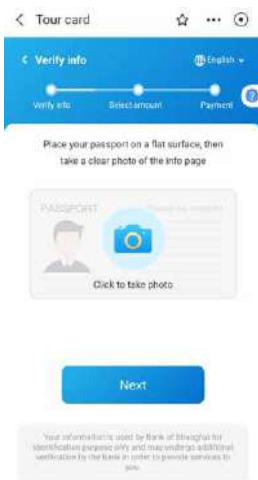 Tour card
Verify info
English
Verify info
Select amount
Payment
Place your passport on a flat surface, then
take a clear photo of the info page
PASSPORT
Click to take photo
Next
Your information is used by Bank of Shanghai for
identification purpose only and may undergo additional
verification by the bank in order to provide services to
you.